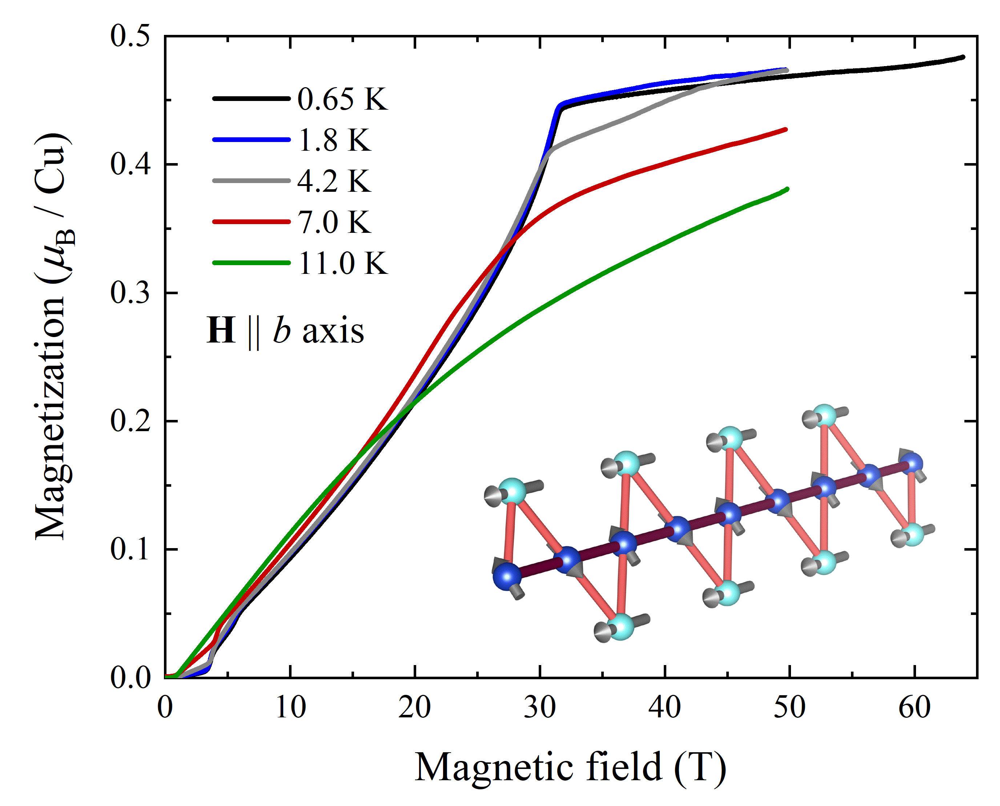 0.5
0.4
0.3
0.2
0.1
0.0
Magnetization (μB / Cu)
0.65 K
1.8 K
4.2 K
7.0 K
11.0 K
H || b axis
0 10 20 30 40 50 60
Magnetic field (T)